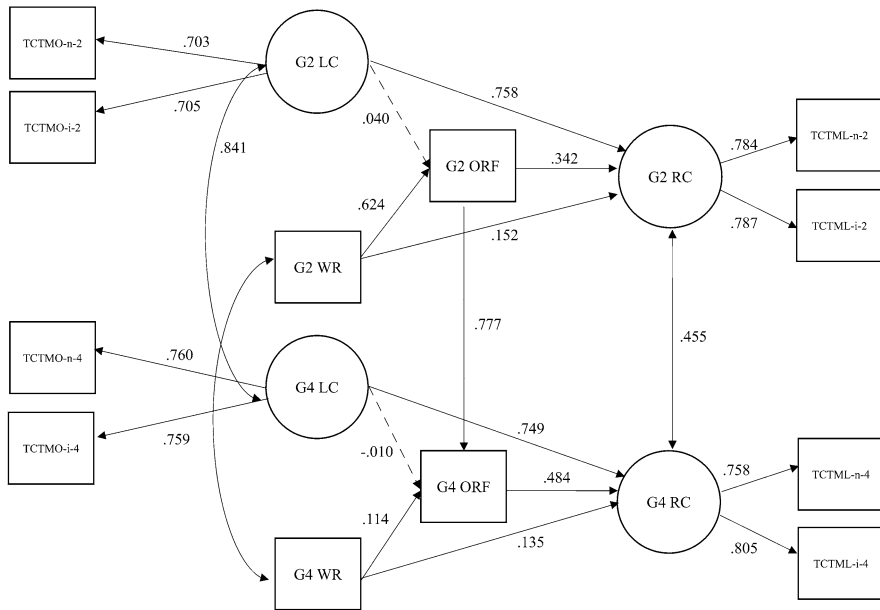 TCTMO-n-2
.703
G2 LC
TCTMO-i-2
.705
.758
.040
.841
G2 ORF
.342
G2 RC
.784
TCTML-n-2
.787
TCTML-i-2
.624
.152
G2 WR
.777
.455
TCTMO-n-4
.760
G4 LC
TCTMO-i-4
.759
.749
-.010
G4 ORF
.484
G4 RC
.758
TCTML-n-4
.805
TCTML-i-4
.114
.135
G4 WR